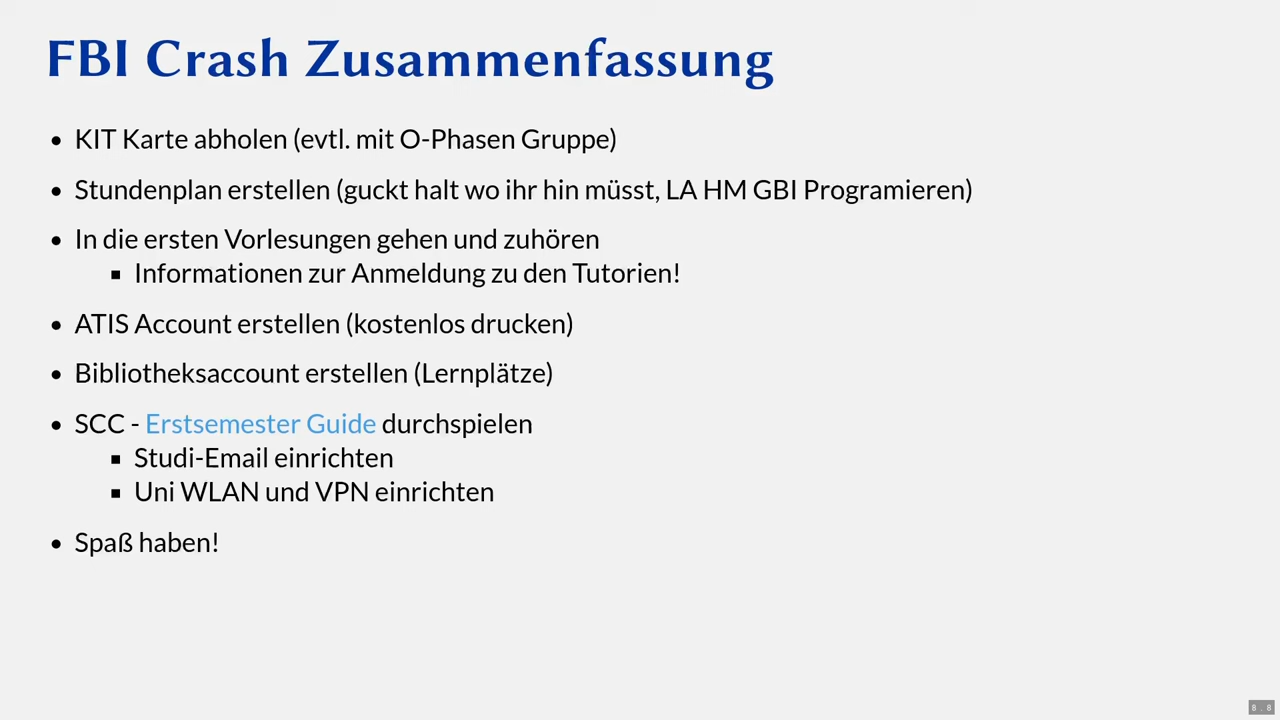 FBI Crash Zusammenfassung
• KIT Karte abholen (evtl. mit O-Phasen Gruppe)
• Stundenplan erstellen (guckt halt wo ihr hin müsst, LA HM GBI Programieren)
• In die ersten Vorlesungen gehen und zuhören
▪ Informationen zur Anmeldung zu den Tutorien!
• ATIS Account erstellen (kostenlos drucken)
• Bibliotheksaccount erstellen (Lernplätze)
• SCC - Erstsemester Guide durchspielen
▪ Studi-Email einrichten
▪ Uni WLAN und VPN einrichten
• Spaß haben!
8 . 8